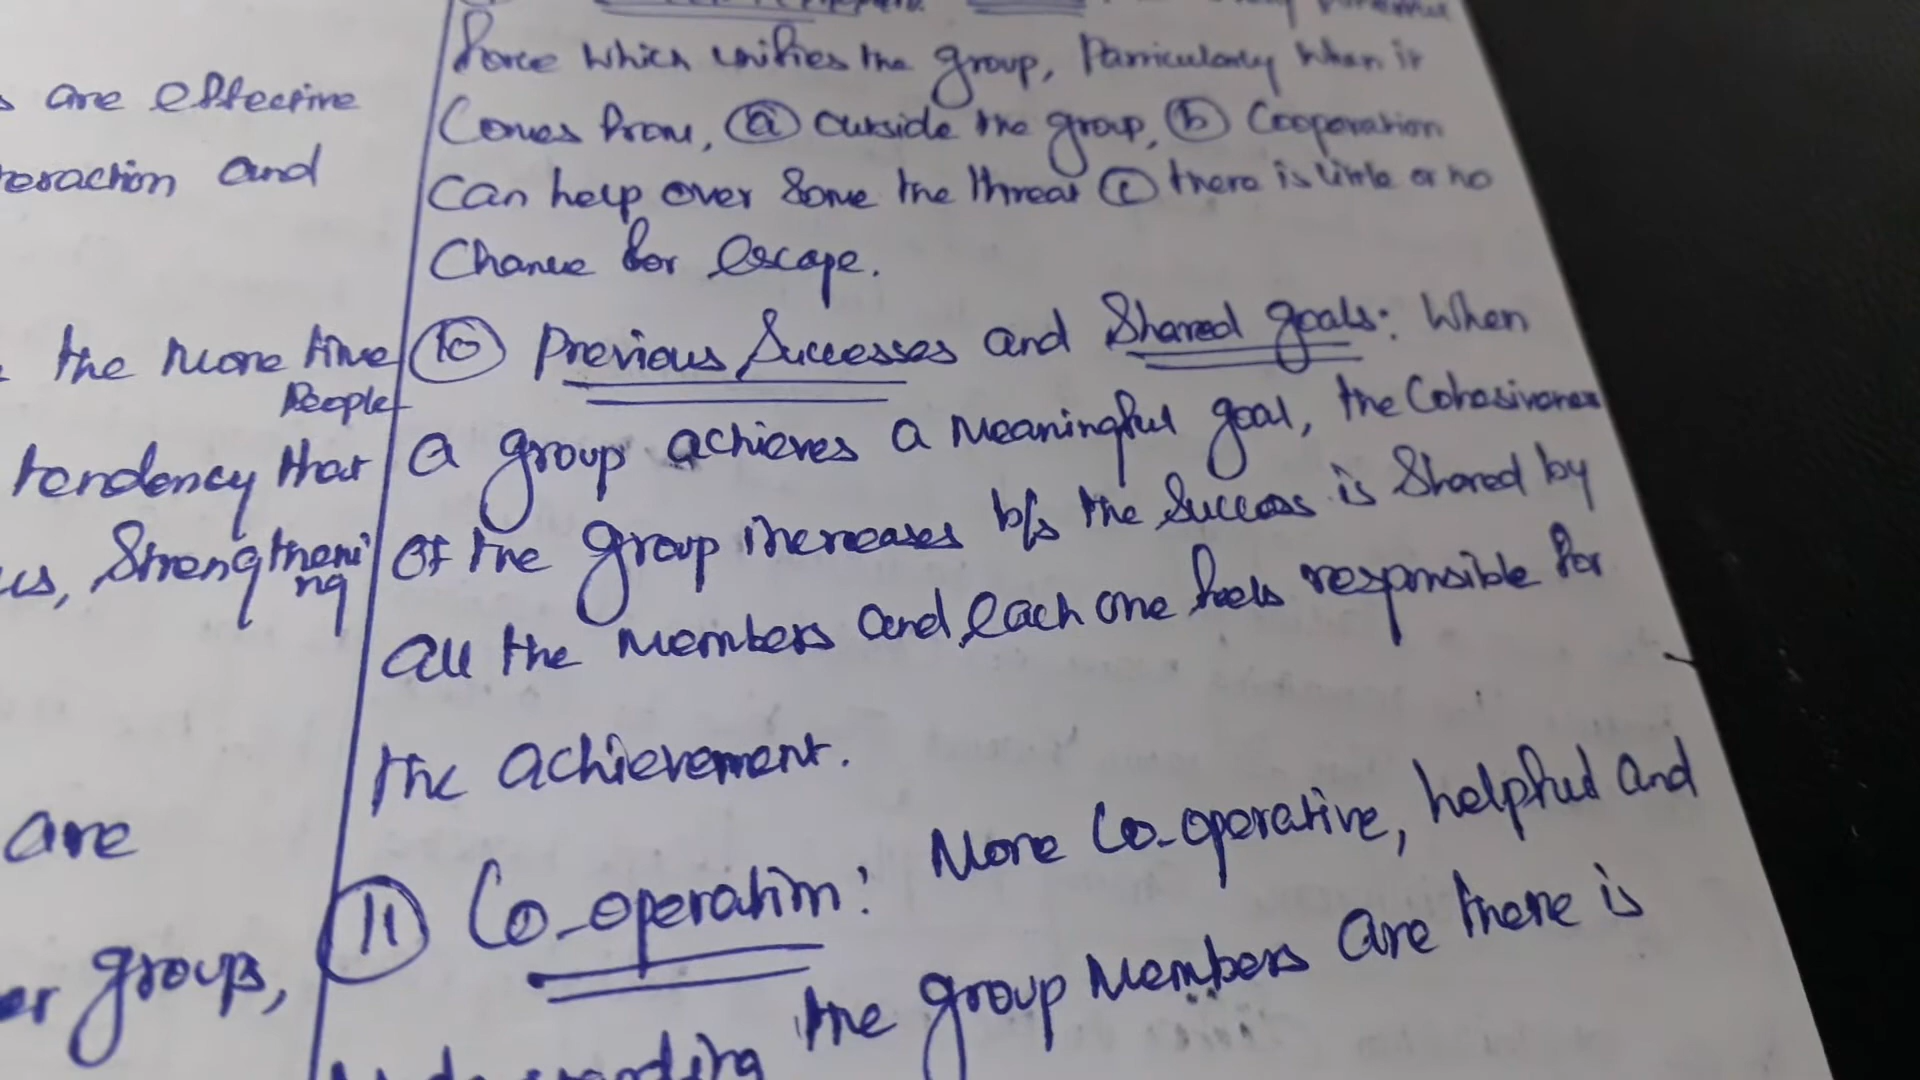 s are effective
eraction and
the more time
People
tendency that
us, Strengtheni
ng
are
er groups,
force which unifies the group, Particularly when it
Comes from, (a) outside the group, (b) Cooperation
Can help over Some the threat (c) there is little or no
Chance for escape.
(10) Previous Successes and Shared goals: When
a group achieves a meaningful goal, the Cohesiveness
of the group increases b/s the Success is Shared by
all the members and each one feels responsible for
the achievement.
(11) Co-operation: More Co-operative, helpful and
the group members are there is